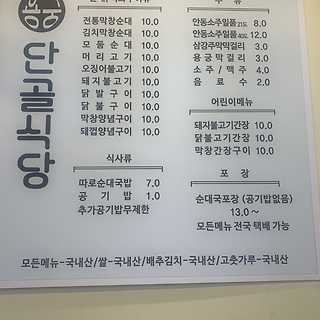 용궁
단골식당
전통막창순대 10.0
김치막창순대 10.0
모듬순대 10.0
머리고기 10.0
오징어불고기 10.0
돼지불고기 10.0
닭발구이 10.0
닭불구이 10.0
막창양념구이 10.0
돼껍양념구이 10.0
식사류
따로순대국밥 7.0
공기밥 1.0
추가공기밥무제한
주류
안동소주일품21도 8.0
안동소주일품40도 12.0
삼강주막막걸리 3.0
용궁막걸리 3.0
소주/맥주 4.0
음료수 2.0
어린이메뉴
돼지불고기간장 10.0
닭불고기간장 10.0
막창간장구이 10.0
포장
순대국포장 (공기밥없음)
13.0~
모든메뉴 전국 택배 가능
모든메뉴-국내산/쌀-국내산/배추김치-국내산/고춧가루-국내산